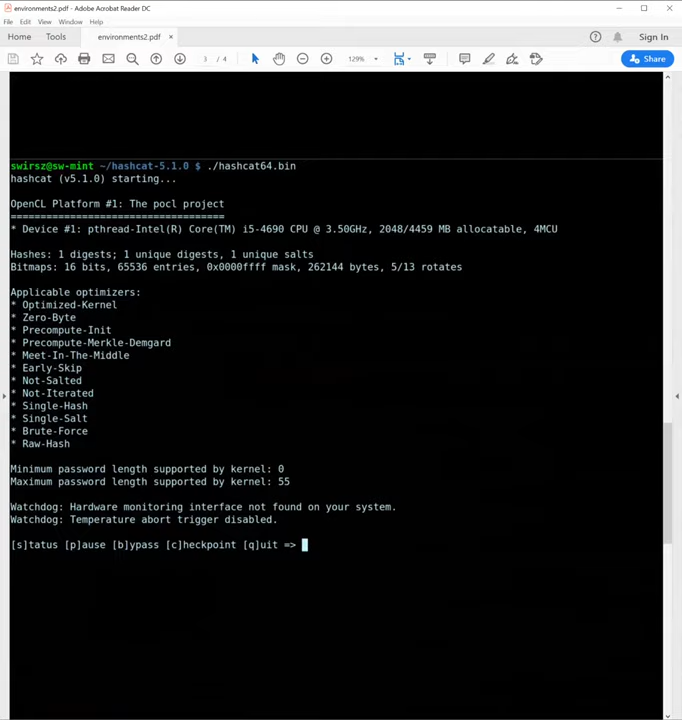 environments2.pdf - Adobe Acrobat Reader DC
File Edit View Window Help
Home Tools environments2.pdf × Sign In
3 / 4 129% Share
swirsz@sw-mint ~/hashcat-5.1.0 $ ./hashcat64.bin
hashcat (v5.1.0) starting...
OpenCL Platform #1: The pocl project
====================================
* Device #1: pthread-Intel(R) Core(TM) i5-4690 CPU @ 3.50GHz, 2048/4459 MB allocatable, 4MCU
Hashes: 1 digests; 1 unique digests, 1 unique salts
Bitmaps: 16 bits, 65536 entries, 0x0000ffff mask, 262144 bytes, 5/13 rotates
Applicable optimizers:
* Optimized-Kernel
* Zero-Byte
* Precompute-Init
* Precompute-Merkle-Demgard
* Meet-In-The-Middle
* Early-Skip
* Not-Salted
* Not-Iterated
* Single-Hash
* Single-Salt
* Brute-Force
* Raw-Hash
Minimum password length supported by kernel: 0
Maximum password length supported by kernel: 55
Watchdog: Hardware monitoring interface not found on your system.
Watchdog: Temperature abort trigger disabled.
[s]tatus [p]ause [b]ypass [c]heckpoint [q]uit =>